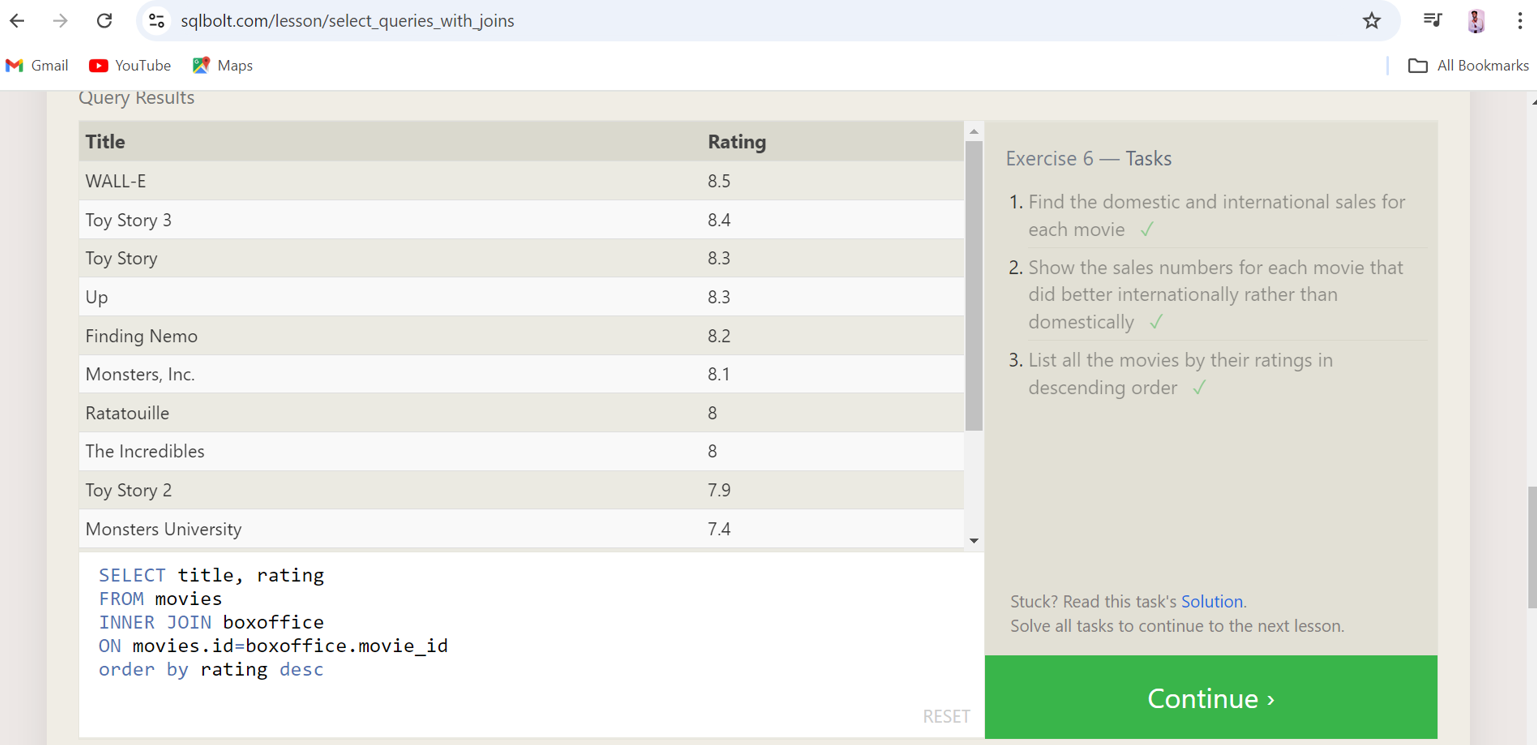 sqlbolt.com/lesson/select_queries_with_joins
Gmail YouTube Maps All Bookmarks
Query Results
Title Rating
WALL-E 8.5
Toy Story 3 8.4
Toy Story 8.3
Up 8.3
Finding Nemo 8.2
Monsters, Inc. 8.1
Ratatouille 8
The Incredibles 8
Toy Story 2 7.9
Monsters University 7.4
SELECT title, rating
FROM movies
INNER JOIN boxoffice
ON movies.id=boxoffice.movie_id
order by rating desc
RESET
Exercise 6 — Tasks
1. Find the domestic and international sales for
each movie ✓
2. Show the sales numbers for each movie that
did better internationally rather than
domestically ✓
3. List all the movies by their ratings in
descending order ✓
Stuck? Read this task's Solution.
Solve all tasks to continue to the next lesson.
Continue ›